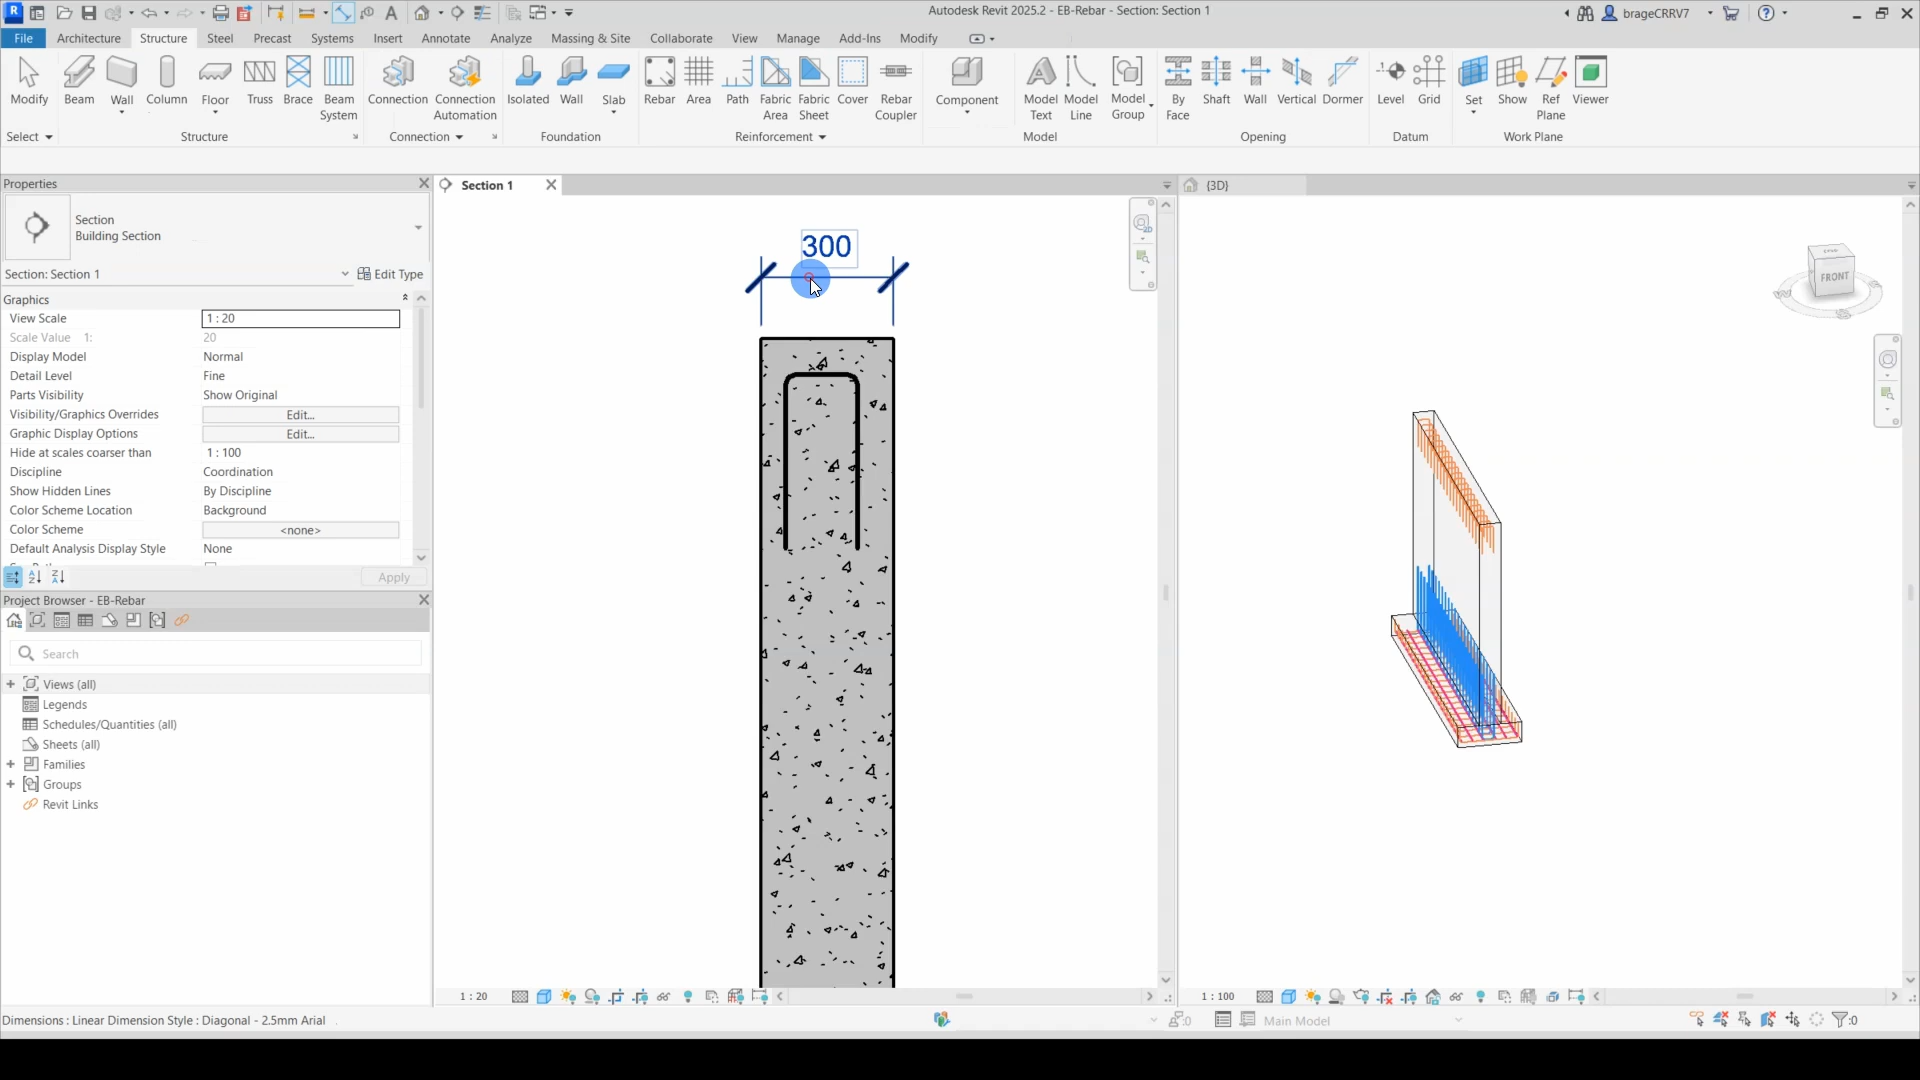 Autodesk Revit 2025.2 - EB-Rebar - Section: Section 1
brageCRRV7
File Architecture Structure Steel Precast Systems Insert Annotate Analyze Massing & Site Collaborate View Manage Add-Ins Modify
Modify
Beam
Wall
Column
Floor
Truss
Brace
Beam
System
Connection
Connection
Automation
Isolated
Wall
Slab
Rebar
Area
Path
Fabric
Area
Fabric
Sheet
Cover
Rebar
Coupler
Component
Model
Text
Model
Line
Model
Group
By
Face
Shaft
Wall
Vertical
Dormer
Level
Grid
Set
Show
Ref
Plane
Viewer
Select
Structure
Connection
Foundation
Reinforcement
Model
Opening
Datum
Work Plane
Properties
Section
Building Section
Section: Section 1
Edit Type
Graphics
View Scale 1 : 20
Scale Value 1: 20
Display Model Normal
Detail Level Fine
Parts Visibility Show Original
Visibility/Graphics Overrides Edit...
Graphic Display Options Edit...
Hide at scales coarser than 1 : 100
Discipline Coordination
Show Hidden Lines By Discipline
Color Scheme Location Background
Color Scheme <none>
Default Analysis Display Style None
Apply
Project Browser - EB-Rebar
Search
Views (all)
Legends
Schedules/Quantities (all)
Sheets (all)
Families
Groups
Revit Links
Section 1
300
1 : 20
{3D}
FRONT
1 : 100
Dimensions : Linear Dimension Style : Diagonal - 2.5mm Arial
:0
Main Model
:0